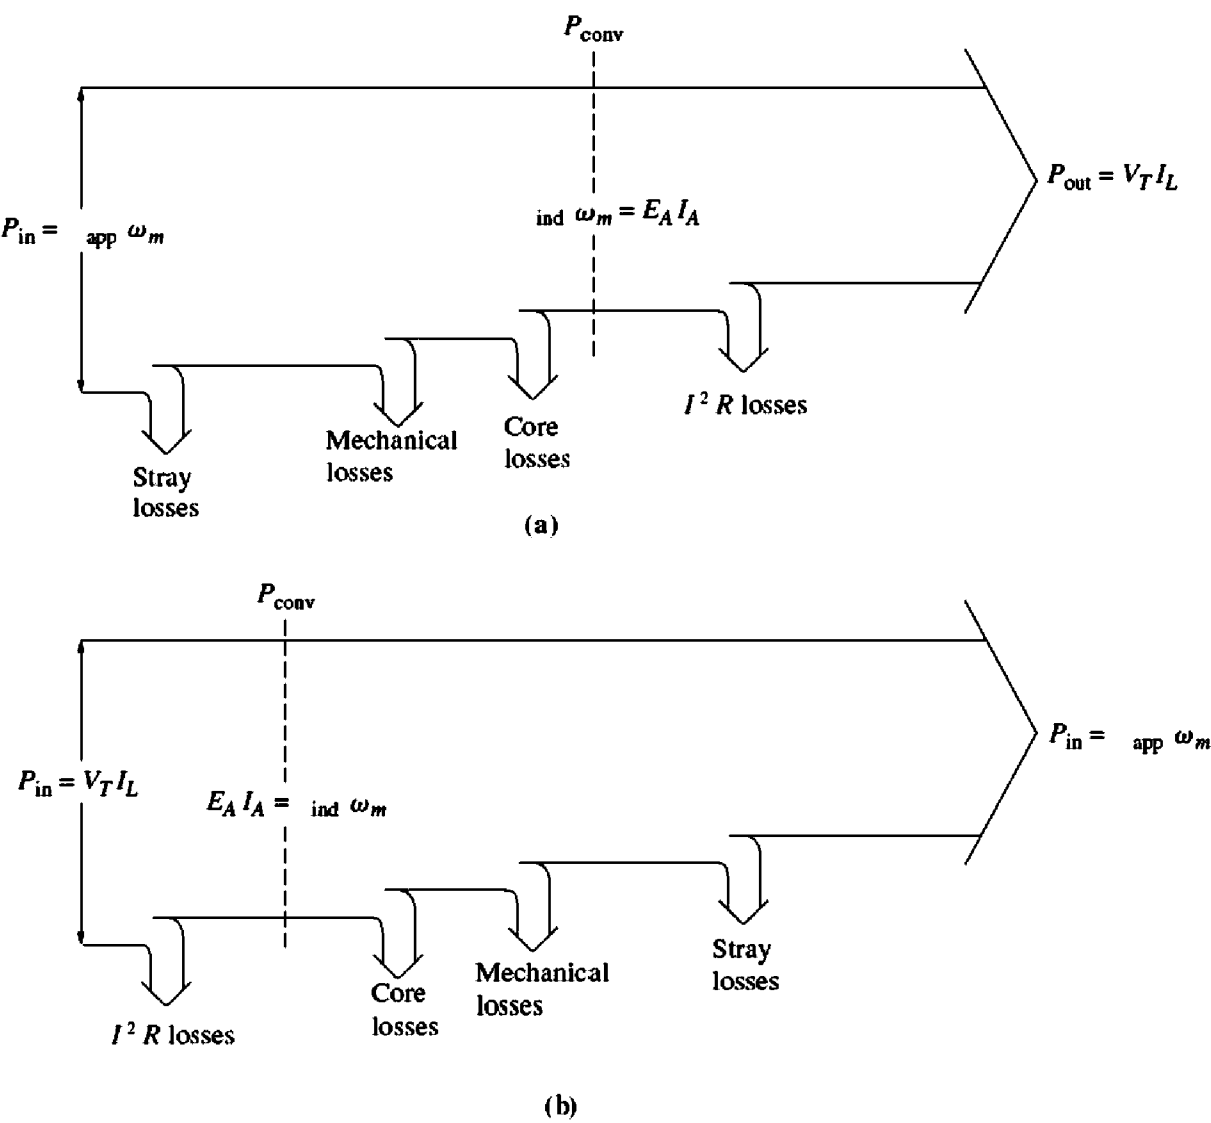 P_conv
P_in = app ω_m
ind ω_m = E_A I_A
P_out = V_T I_L
I² R losses
Core
losses
Mechanical
losses
Stray
losses
(a)
P_conv
P_in = V_T I_L
E_A I_A = ind ω_m
P_in = app ω_m
Stray
losses
Mechanical
losses
Core
losses
I² R losses
(b)